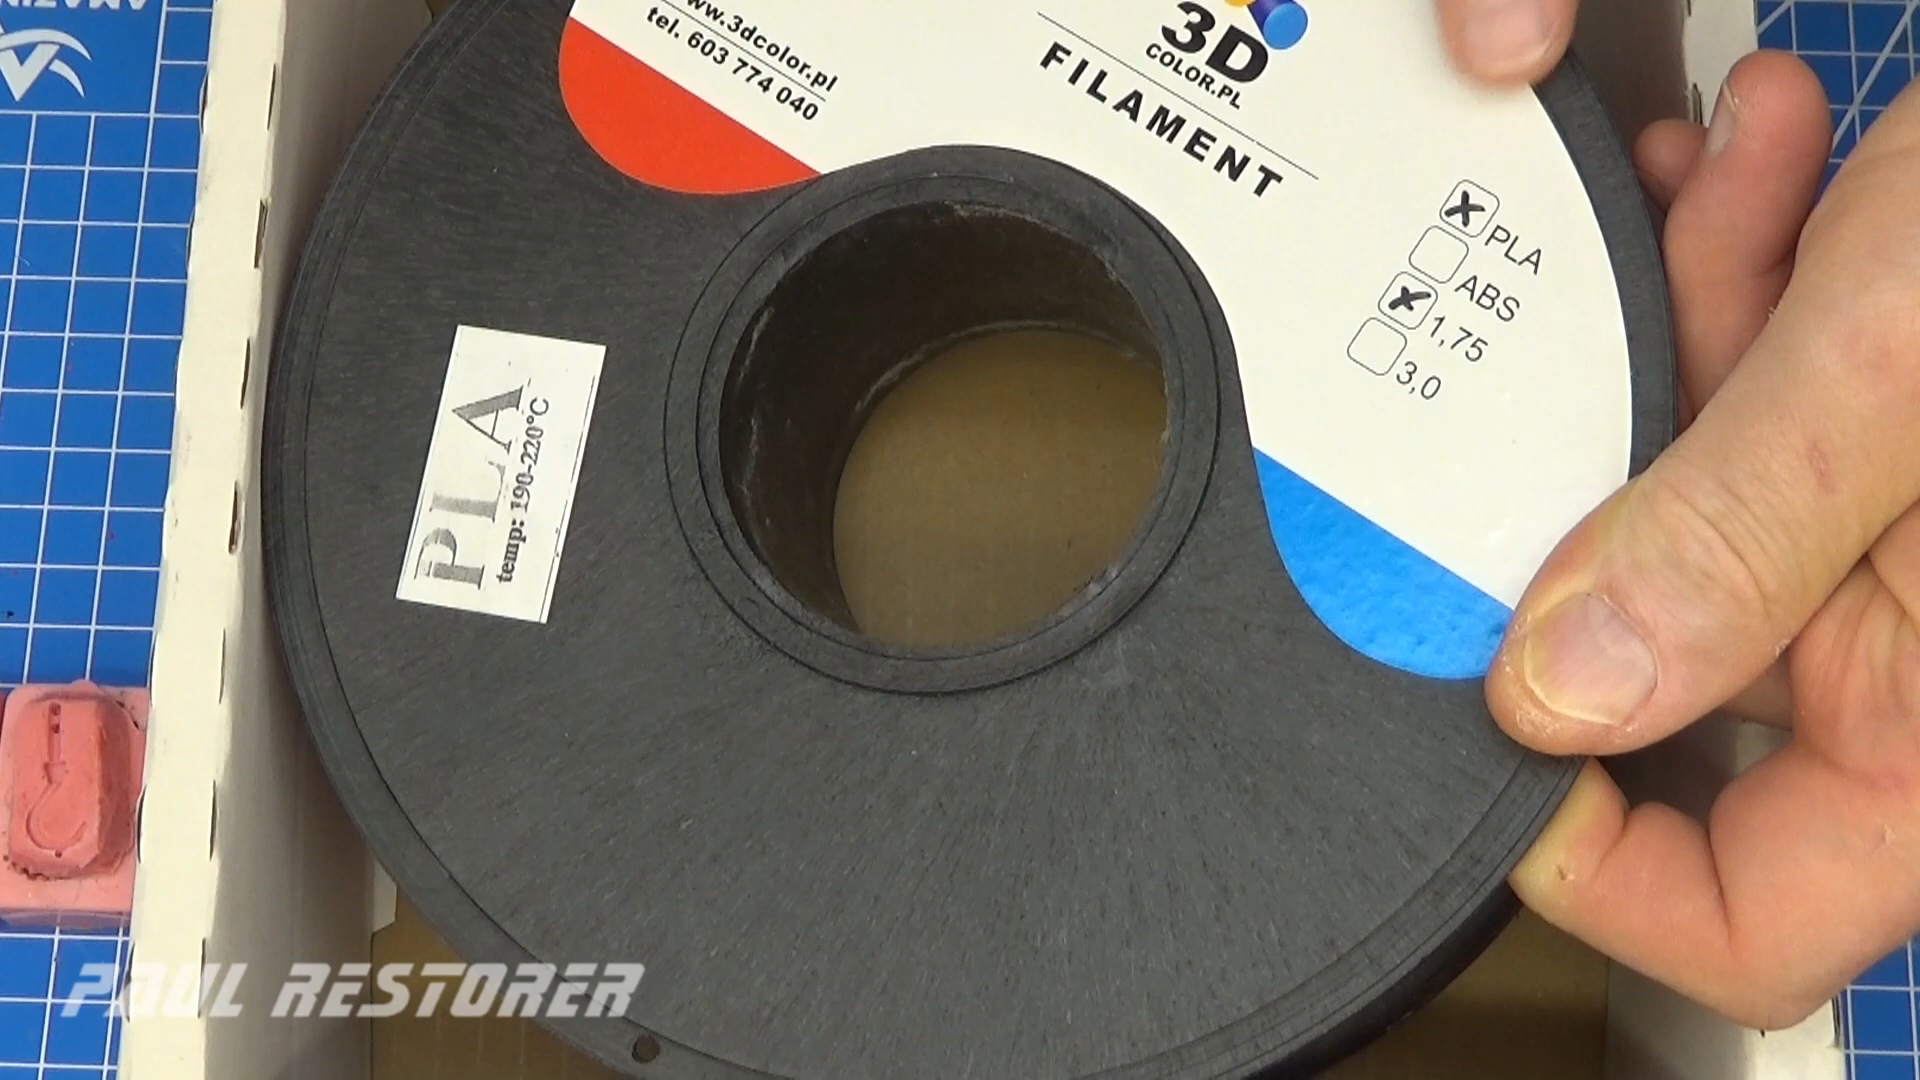 www.3dcolor.pl
tel. 603 774 040
3D
COLOR.PL
FILAMENT
PLA
ABS
1,75
3,0
PLA
temp: 190-220°C
PAUL RESTORER